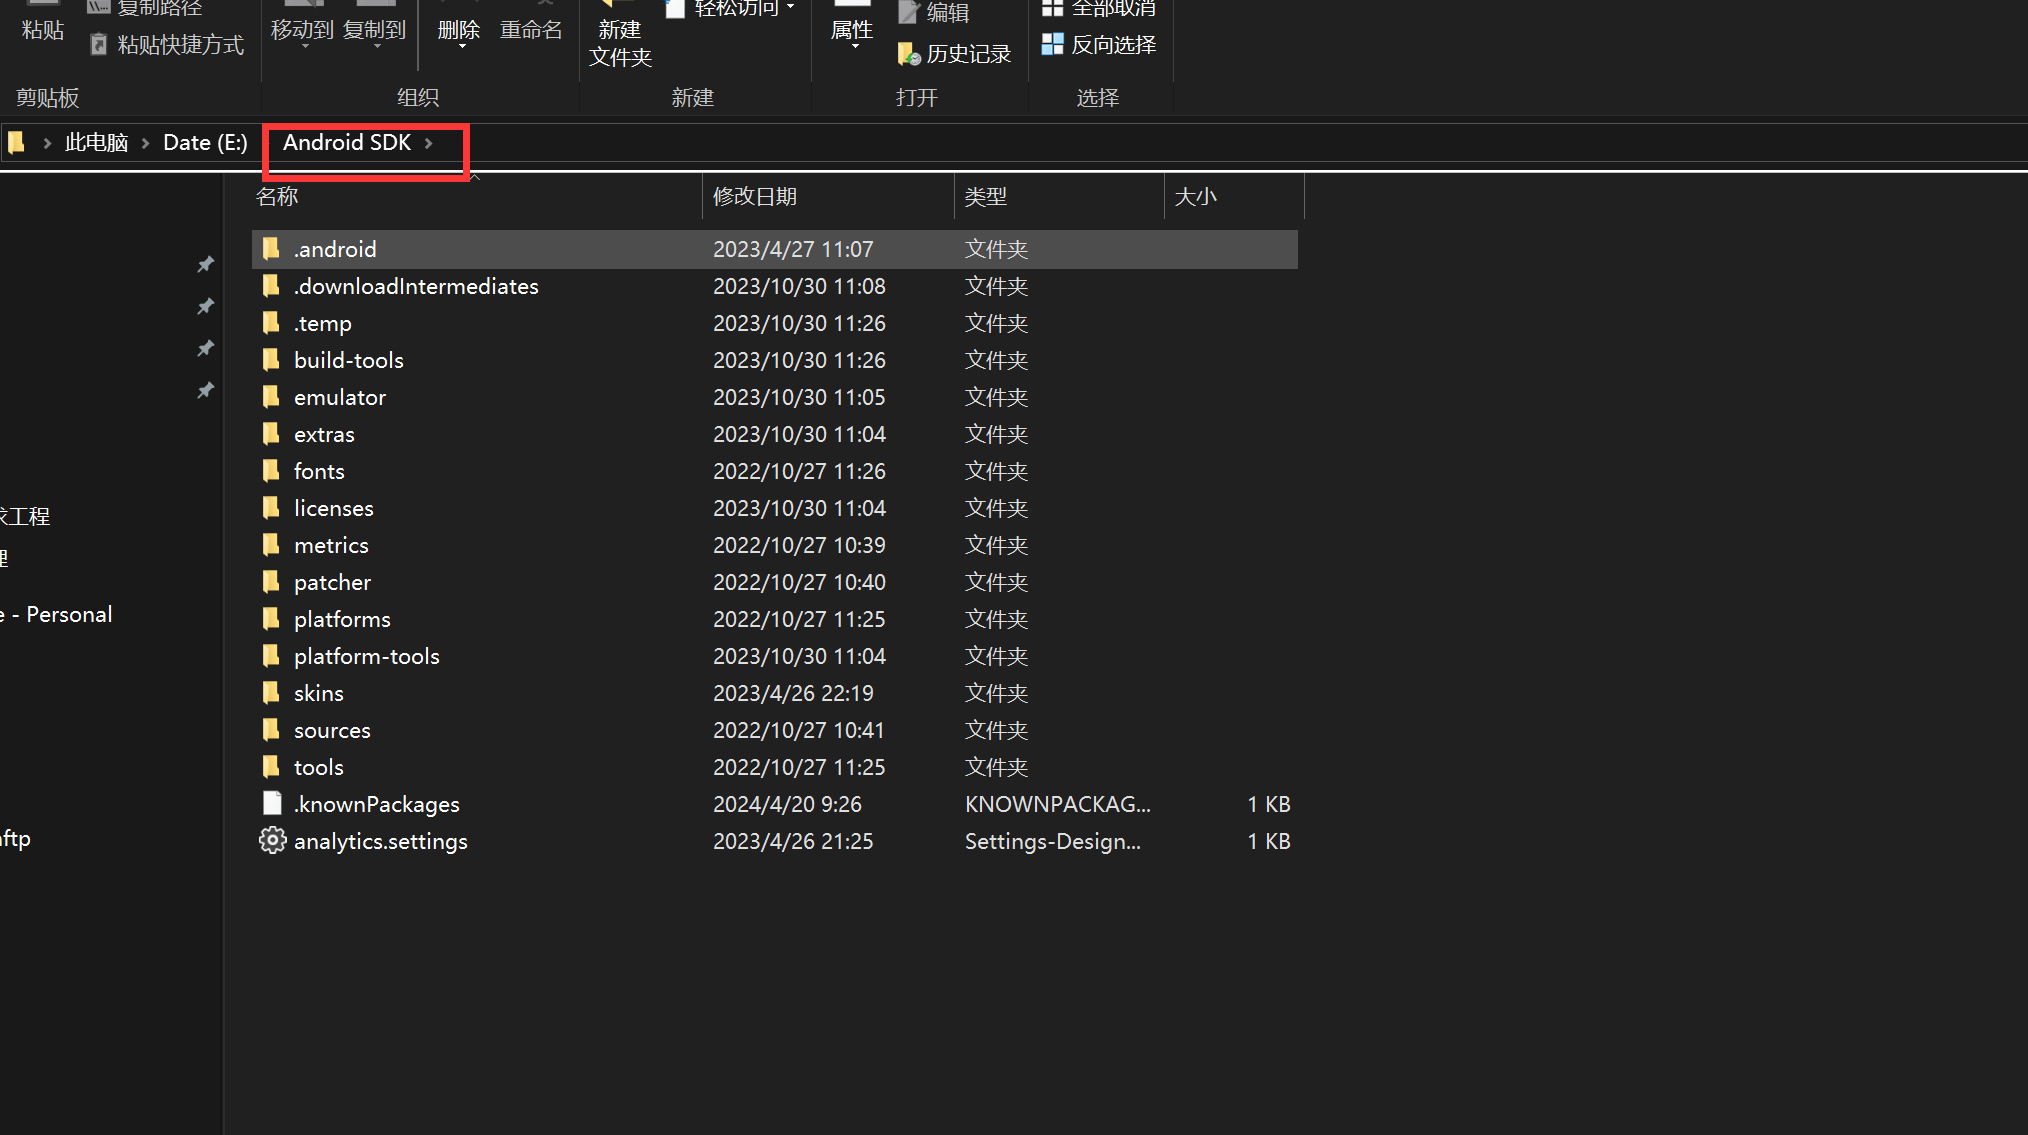 复制路径 轻松访问 编辑 全部取消
粘贴 粘贴快捷方式 移动到 复制到 删除 重命名 新建 文件夹 属性 历史记录 反向选择
剪贴板 组织 新建 打开 选择
此电脑 Date (E:) Android SDK
名称 修改日期 类型 大小
.android 2023/4/27 11:07 文件夹
.downloadIntermediates 2023/10/30 11:08 文件夹
.temp 2023/10/30 11:26 文件夹
build-tools 2023/10/30 11:26 文件夹
emulator 2023/10/30 11:05 文件夹
extras 2023/10/30 11:04 文件夹
fonts 2022/10/27 11:26 文件夹
licenses 2023/10/30 11:04 文件夹
工程
metrics 2022/10/27 10:39 文件夹
理
patcher 2022/10/27 10:40 文件夹
e - Personal
platforms 2022/10/27 11:25 文件夹
platform-tools 2023/10/30 11:04 文件夹
skins 2023/4/26 22:19 文件夹
sources 2022/10/27 10:41 文件夹
tools 2022/10/27 11:25 文件夹
.knownPackages 2024/4/20 9:26 KNOWNPACKAG... 1 KB
ftp
analytics.settings 2023/4/26 21:25 Settings-Design... 1 KB